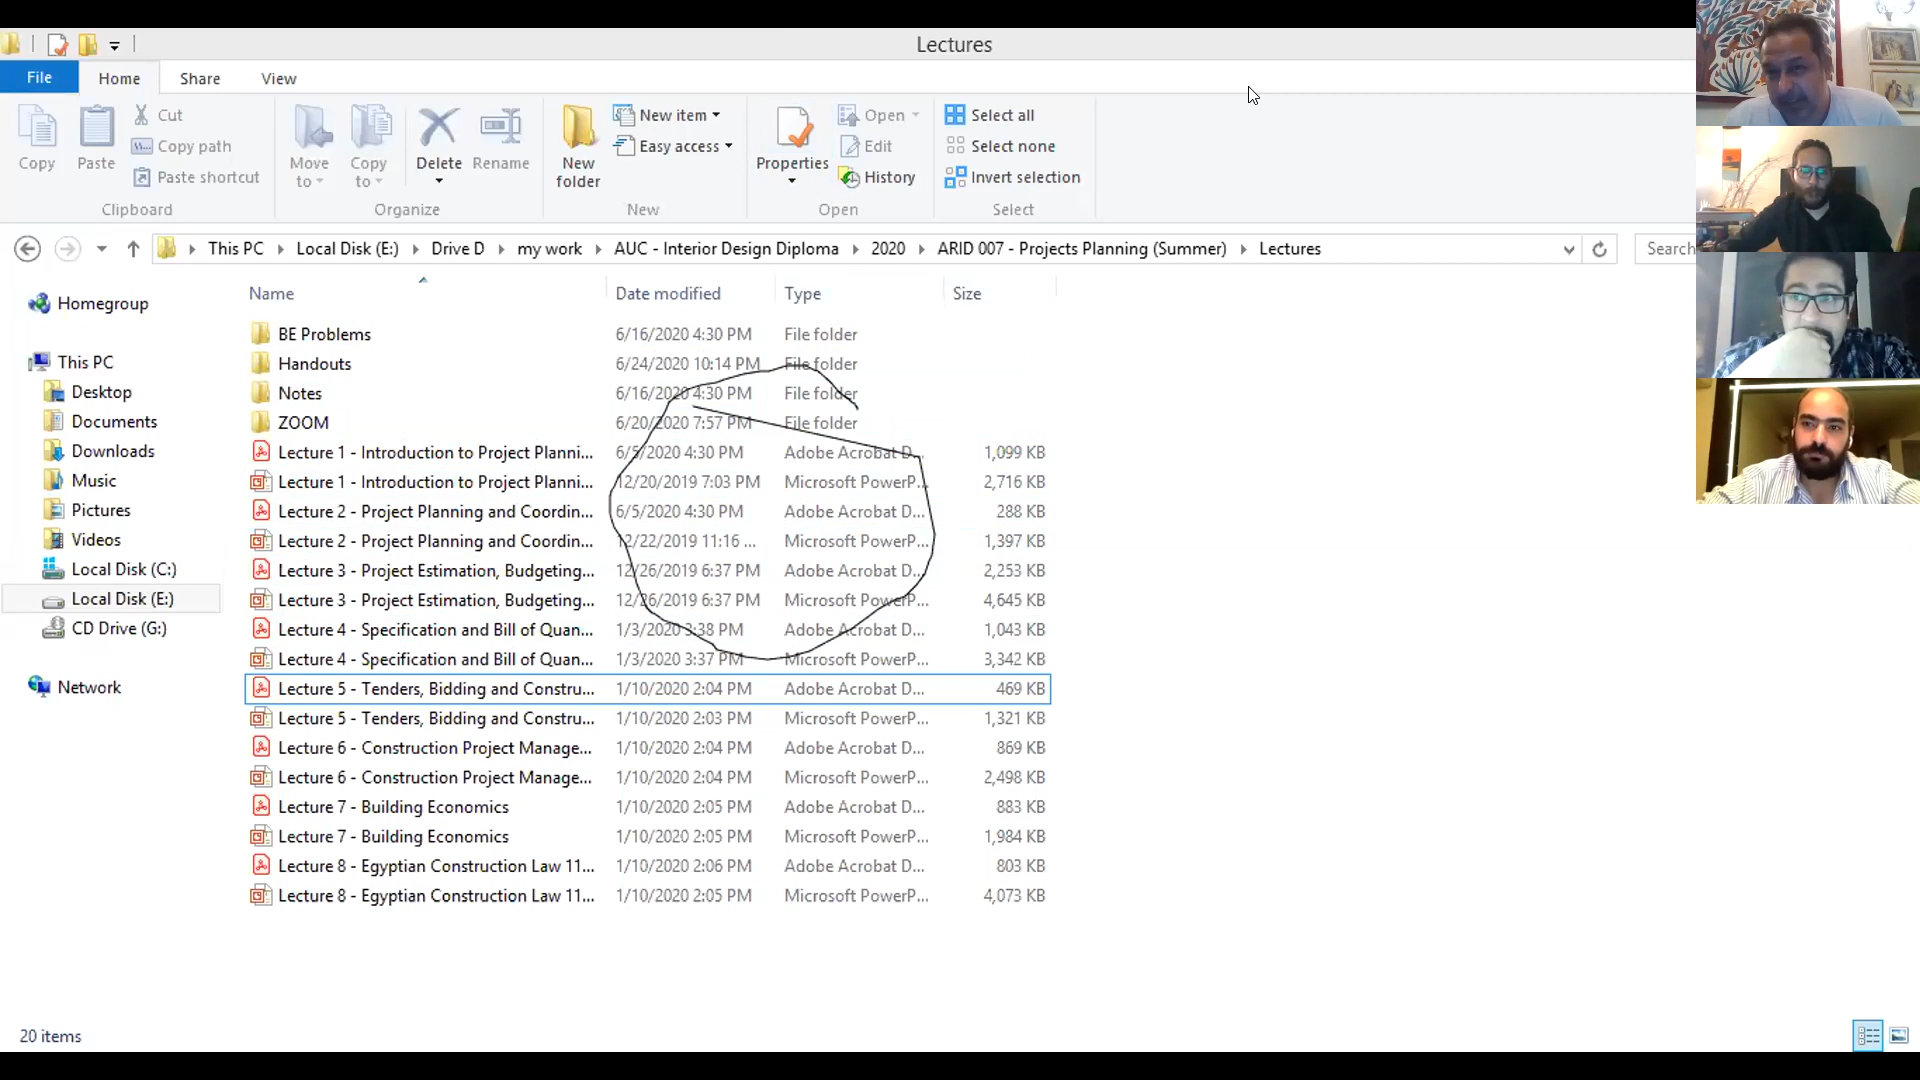 Lectures
File Home Share View
Copy Paste Cut Copy path Paste shortcut Move to Copy to Delete Rename New folder New item Easy access Properties Open Edit History Select all Select none Invert selection
Clipboard Organize New Open Select
This PC Local Disk (E:) Drive D my work AUC - Interior Design Diploma 2020 ARID 007 - Projects Planning (Summer) Lectures Search
Homegroup
This PC
Desktop
Documents
Downloads
Music
Pictures
Videos
Local Disk (C:)
Local Disk (E:)
CD Drive (G:)
Network
Name Date modified Type Size
BE Problems 6/16/2020 4:30 PM File folder
Handouts 6/24/2020 10:14 PM File folder
Notes 6/16/2020 4:30 PM File folder
ZOOM 6/20/2020 7:57 PM File folder
Lecture 1 - Introduction to Project Planni... 6/5/2020 4:30 PM Adobe Acrobat D... 1,099 KB
Lecture 1 - Introduction to Project Planni... 12/20/2019 7:03 PM Microsoft PowerP... 2,716 KB
Lecture 2 - Project Planning and Coordin... 6/5/2020 4:30 PM Adobe Acrobat D... 288 KB
Lecture 2 - Project Planning and Coordin... 12/22/2019 11:16 ... Microsoft PowerP... 1,397 KB
Lecture 3 - Project Estimation, Budgeting... 12/26/2019 6:37 PM Adobe Acrobat D... 2,253 KB
Lecture 3 - Project Estimation, Budgeting... 12/26/2019 6:37 PM Microsoft PowerP... 4,645 KB
Lecture 4 - Specification and Bill of Quan... 1/3/2020 3:38 PM Adobe Acrobat D... 1,043 KB
Lecture 4 - Specification and Bill of Quan... 1/3/2020 3:37 PM Microsoft PowerP... 3,342 KB
Lecture 5 - Tenders, Bidding and Constru... 1/10/2020 2:04 PM Adobe Acrobat D... 469 KB
Lecture 5 - Tenders, Bidding and Constru... 1/10/2020 2:03 PM Microsoft PowerP... 1,321 KB
Lecture 6 - Construction Project Manage... 1/10/2020 2:04 PM Adobe Acrobat D... 869 KB
Lecture 6 - Construction Project Manage... 1/10/2020 2:04 PM Microsoft PowerP... 2,498 KB
Lecture 7 - Building Economics 1/10/2020 2:05 PM Adobe Acrobat D... 883 KB
Lecture 7 - Building Economics 1/10/2020 2:05 PM Microsoft PowerP... 1,984 KB
Lecture 8 - Egyptian Construction Law 11... 1/10/2020 2:06 PM Adobe Acrobat D... 803 KB
Lecture 8 - Egyptian Construction Law 11... 1/10/2020 2:05 PM Microsoft PowerP... 4,073 KB
20 items